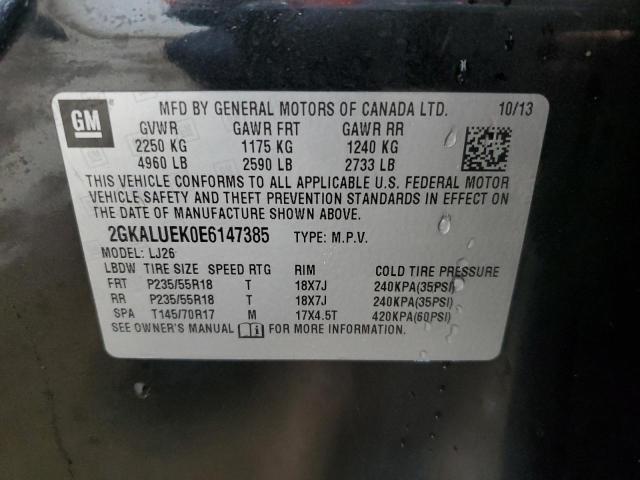 GM MFD BY GENERAL MOTORS OF CANADA LTD. 10/13
GVWR GAWR FRT GAWR RR
2250 KG 1175 KG 1240 KG
4960 LB 2590 LB 2733 LB
THIS VEHICLE CONFORMS TO ALL APPLICABLE U.S. FEDERAL MOTOR
VEHICLE SAFETY AND THEFT PREVENTION STANDARDS IN EFFECT ON
THE DATE OF MANUFACTURE SHOWN ABOVE.
2GKALUEK0E6147385 TYPE: M.P.V.
MODEL: LJ26
LBDW TIRE SIZE SPEED RTG RIM COLD TIRE PRESSURE
FRT P235/55R18 T 18X7J 240KPA(35PSI)
RR P235/55R18 T 18X7J 240KPA(35PSI)
SPA T145/70R17 M 17X4.5T 420KPA(60PSI)
SEE OWNER'S MANUAL FOR MORE INFORMATION.